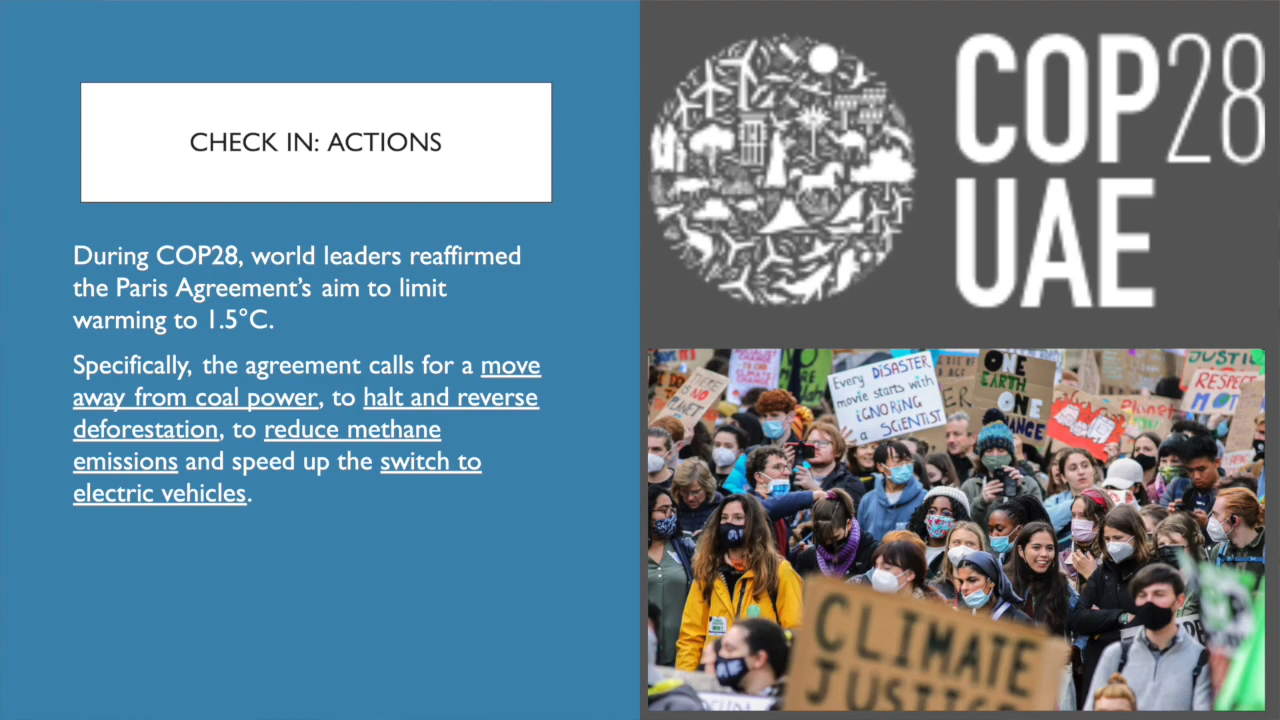 CHECK IN: ACTIONS
During COP28, world leaders reaffirmed
the Paris Agreement's aim to limit
warming to 1.5°C.
Specifically, the agreement calls for a move
away from coal power, to halt and reverse
deforestation, to reduce methane
emissions and speed up the switch to
electric vehicles.
COP28
UAE
Every DISASTER
movie starts with
iGNORiNG
a SCiENTiST
ONE
EARTH
ONE
HANCE
RESPECT
Planet
CLIMATE
JUSTICE